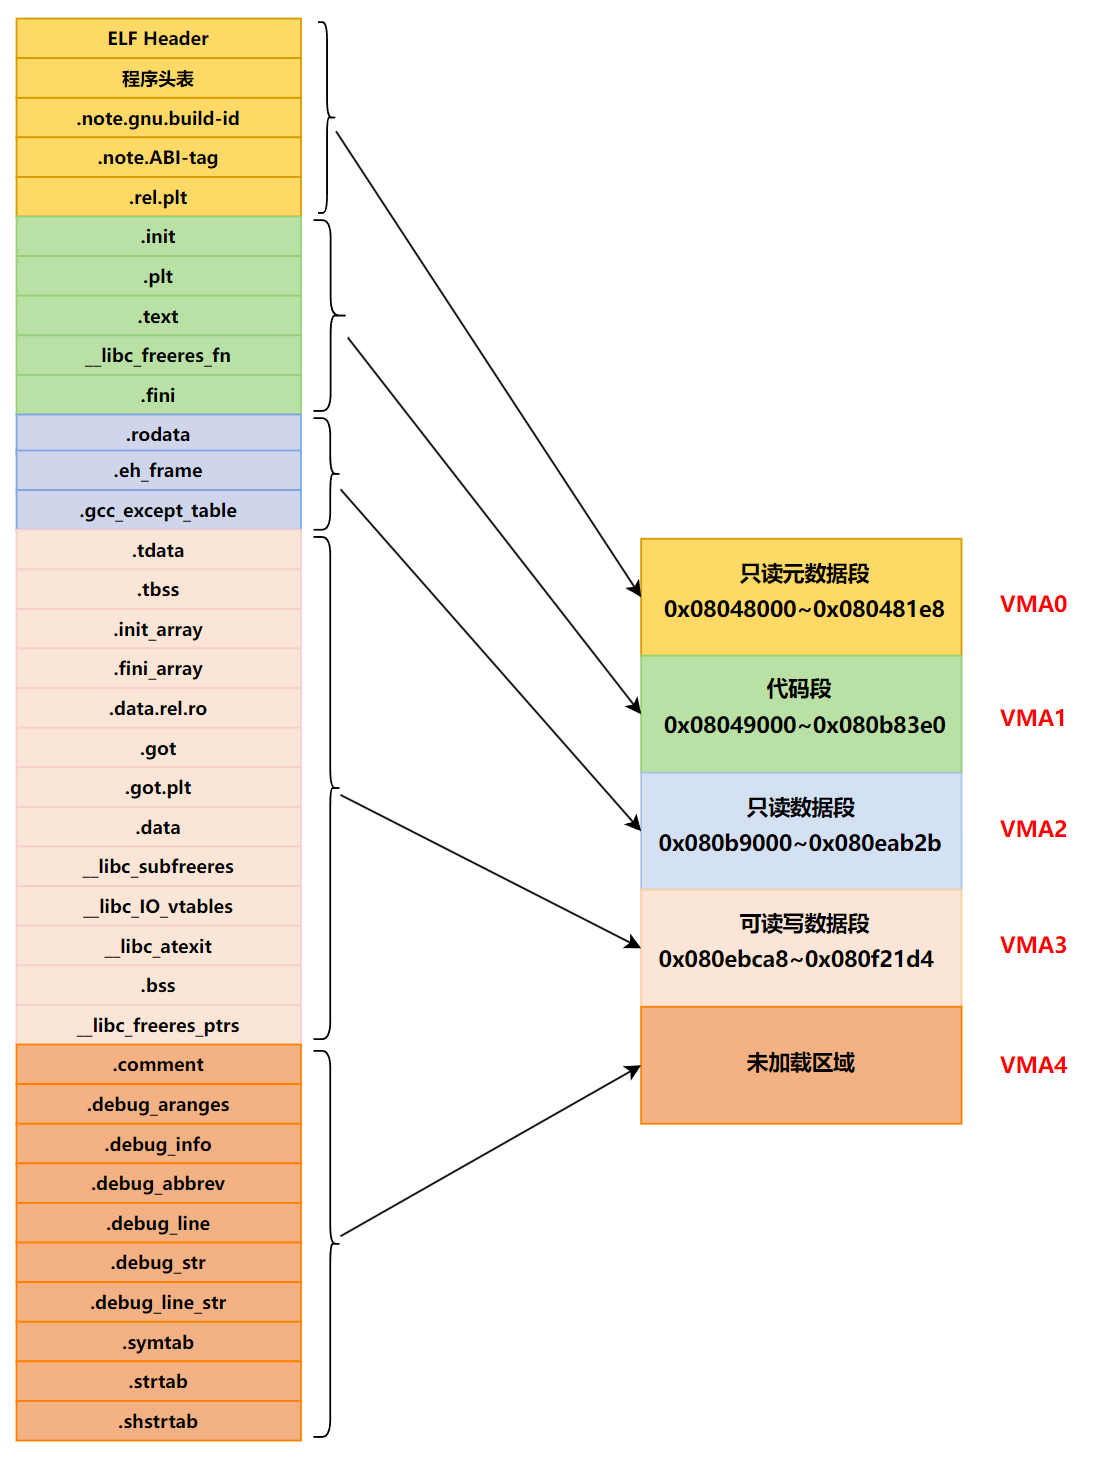 ELF Header
程序头表
.note.gnu.build-id
.note.ABI-tag
.rel.plt
.init
.plt
.text
__libc_freeres_fn
.fini
.rodata
.eh_frame
.gcc_except_table
.tdata
.tbss
.init_array
.fini_array
.data.rel.ro
.got
.got.plt
.data
__libc_subfreeres
__libc_IO_vtables
__libc_atexit
.bss
__libc_freeres_ptrs
.comment
.debug_aranges
.debug_info
.debug_abbrev
.debug_line
.debug_str
.debug_line_str
.symtab
.strtab
.shstrtab
只读元数据段
0x08048000~0x080481e8
VMA0
代码段
0x08049000~0x080b83e0
VMA1
只读数据段
0x080b9000~0x080eab2b
VMA2
可读写数据段
0x080ebca8~0x080f21d4
VMA3
未加载区域
VMA4